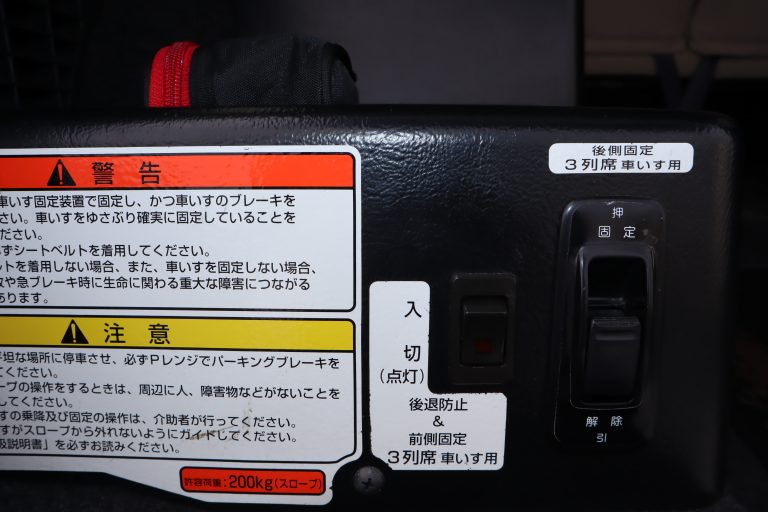 警告
車いす固定装置で固定し、かつ車いすのブレーキを
さい。車いすをゆさぶり確実に固定していることを
ださい。
ずシートベルトを着用してください。
ルトを着用しない場合、また、車いすを固定しない場合、
や急ブレーキ時に生命に関わる重大な障害につながる
あります。
注意
平坦な場所に停車させ、必ずPレンジでパーキングブレーキを
てください。
ープの操作をするときは、周辺に人、障害物などがないことを
してください。
すの乗降及び固定の操作は、介助者が行ってください。
すがスロープから外れないようにガイドしてください。
扱説明書」を必ずお読みください。
許容荷重:200kg(スロープ)
入
切
(点灯)
後退防止
&
前側固定
3列席 車いす用
後側固定
3列席 車いす用
押
固定
解除
引